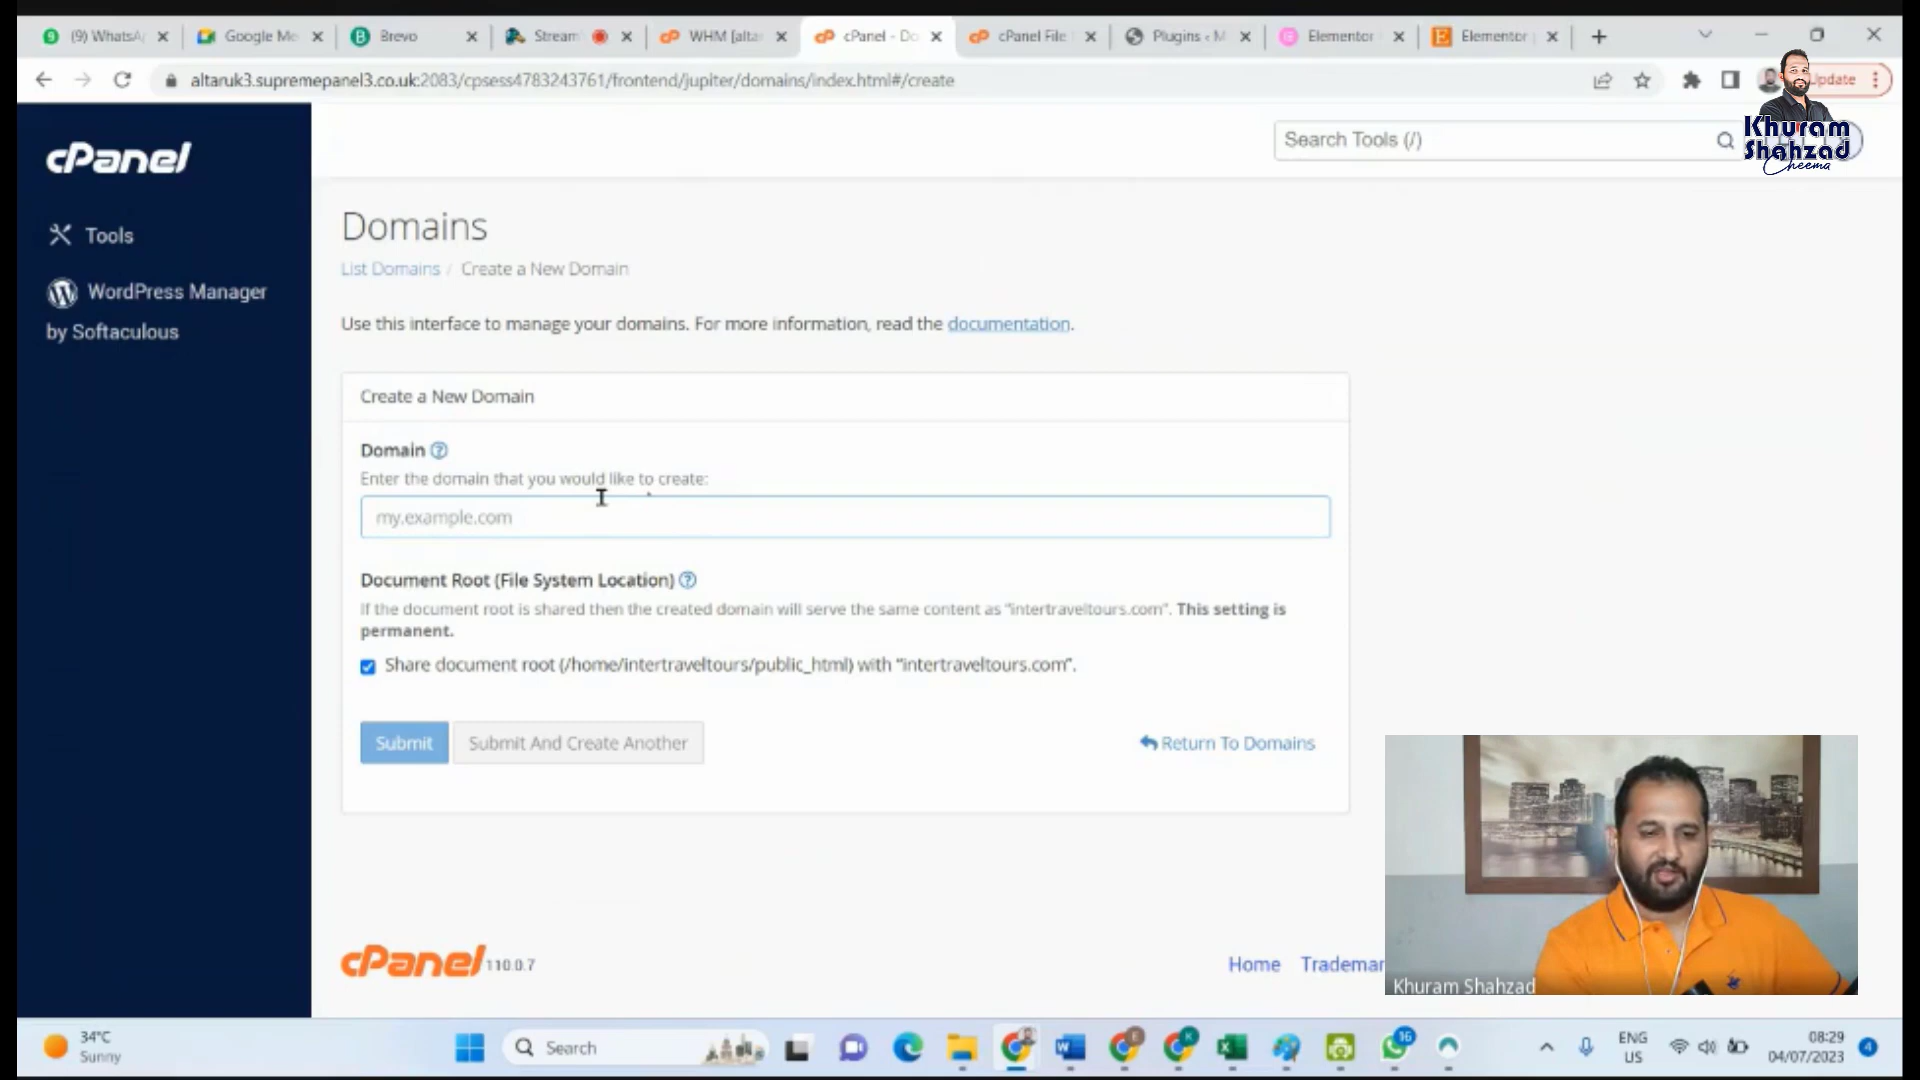 (9) WhatsA
Google Me
Brevo
Stream
WHM [alta
cPanel - Do
cPanel File
Plugins ‹ M
Elementor
Elementor
altaruk3.supremepanel3.co.uk:2083/cpsess4783243761/frontend/jupiter/domains/index.html#/create
Update
cPanel
Search Tools (/)
Khuram
Shahzad
Cheema
Tools
WordPress Manager
by Softaculous
Domains
List Domains / Create a New Domain
Use this interface to manage your domains. For more information, read the documentation.
Create a New Domain
Domain
Enter the domain that you would like to create:
my.example.com
Document Root (File System Location)
If the document root is shared then the created domain will serve the same content as “intertraveltours.com”. This setting is
permanent.
Share document root (/home/intertraveltours/public_html) with “intertraveltours.com”.
Submit
Submit And Create Another
Return To Domains
cPanel 110.0.7
Home
Trademar
Khuram Shahzad
34°C
Sunny
Search
16
ENG
US
08:29
04/07/2023
4